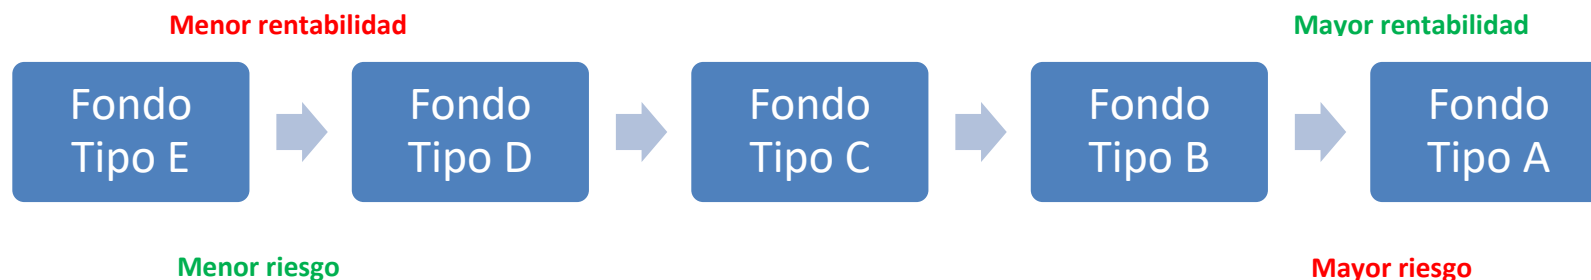 Menor rentabilidad
Mayor rentabilidad
Fondo
Tipo E
Fondo
Tipo D
Fondo
Tipo C
Fondo
Tipo B
Fondo
Tipo A
Menor riesgo
Mayor riesgo